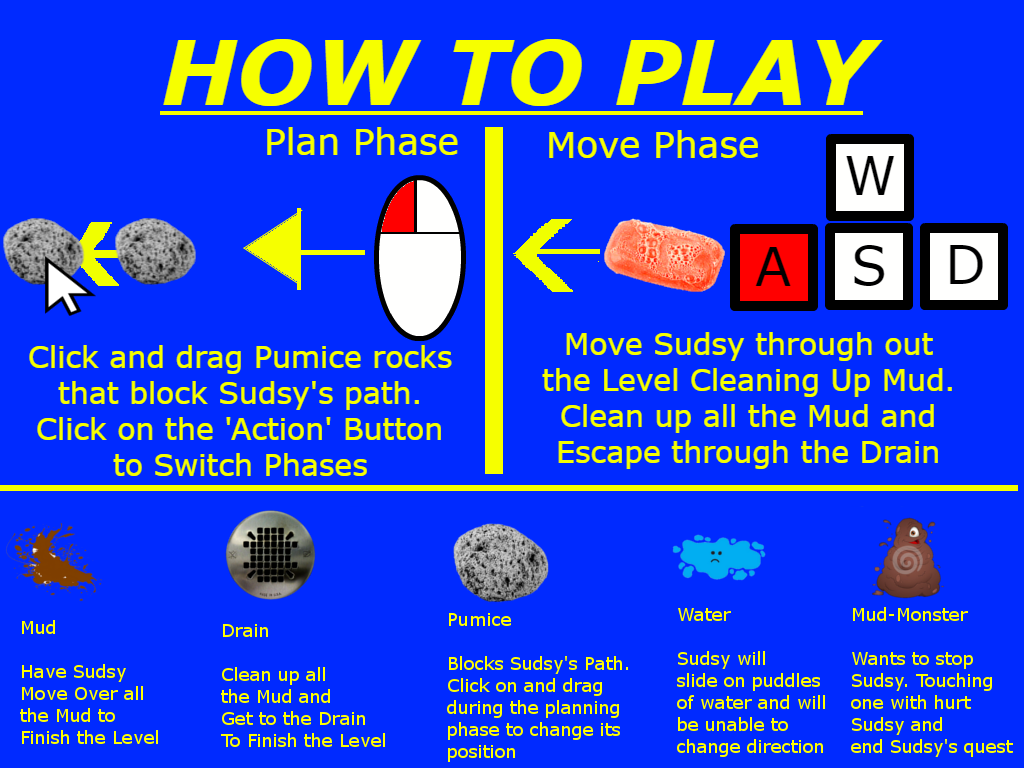 HOW TO PLAY
Plan Phase
Click and drag Pumice rocks
that block Sudsy's path.
Click on the 'Action' Button
to Switch Phases
Move Phase
W
A S D
Move Sudsy through out
the Level Cleaning Up Mud.
Clean up all the Mud and
Escape through the Drain
Mud
Have Sudsy
Move Over all
the Mud to
Finish the Level
Drain
Clean up all
the Mud and
Get to the Drain
To Finish the Level
Pumice
Blocks Sudsy's Path.
Click on and drag
during the planning
phase to change its
position
Water
Sudsy will
slide on puddles
of water and will
be unable to
change direction
Mud-Monster
Wants to stop
Sudsy. Touching
one with hurt
Sudsy and
end Sudsy's quest